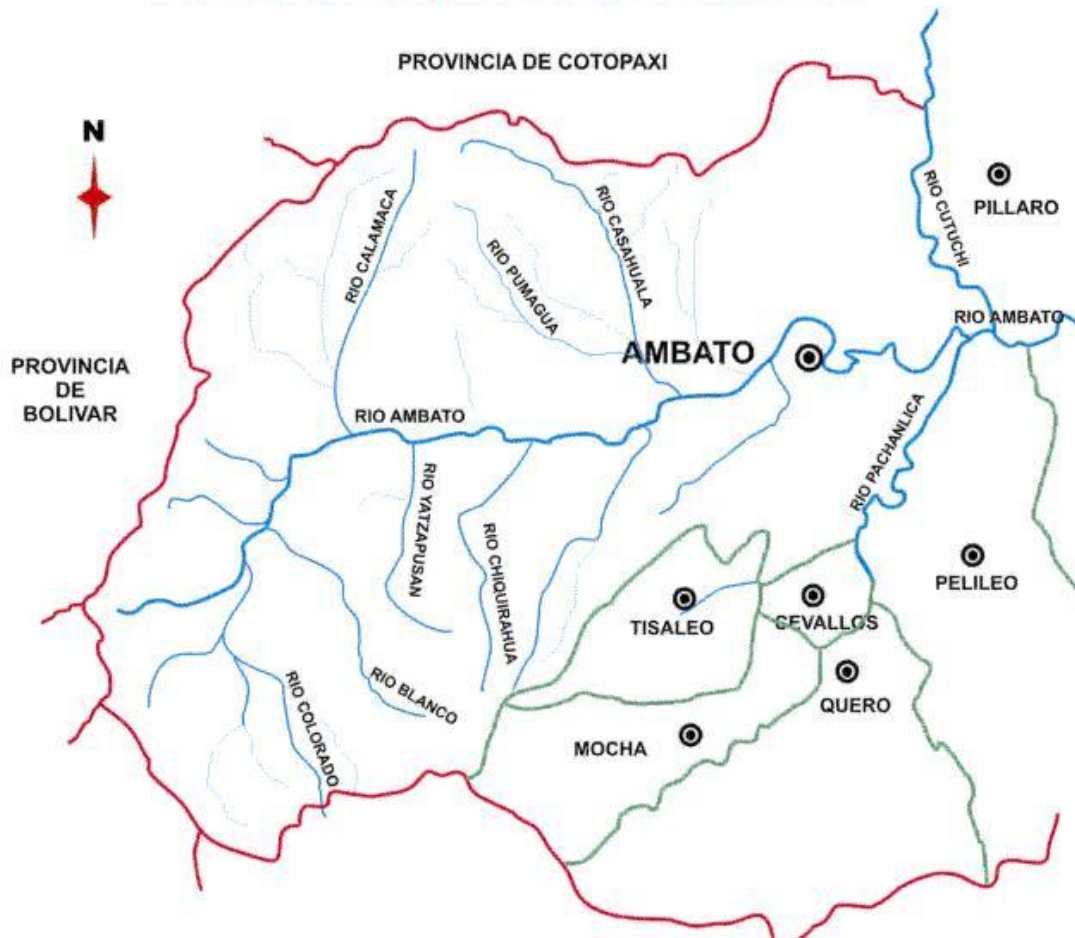 PROVINCIA DE COTOPAXI
N
PILLARO
RIO CUTUCHI
RIO CALAMACA
RIO CASAHUALA
RIO PUMAGUA
RIO AMBATO
AMBATO
PROVINCIA
DE
BOLIVAR
RIO AMBATO
RIO PACHANLICA
RIO YATZAPUSAN
RIO CHIQUIRAHUA
PELILEO
TISALEO
CEVALLOS
RIO BLANCO
RIO COLORADO
QUERO
MOCHA